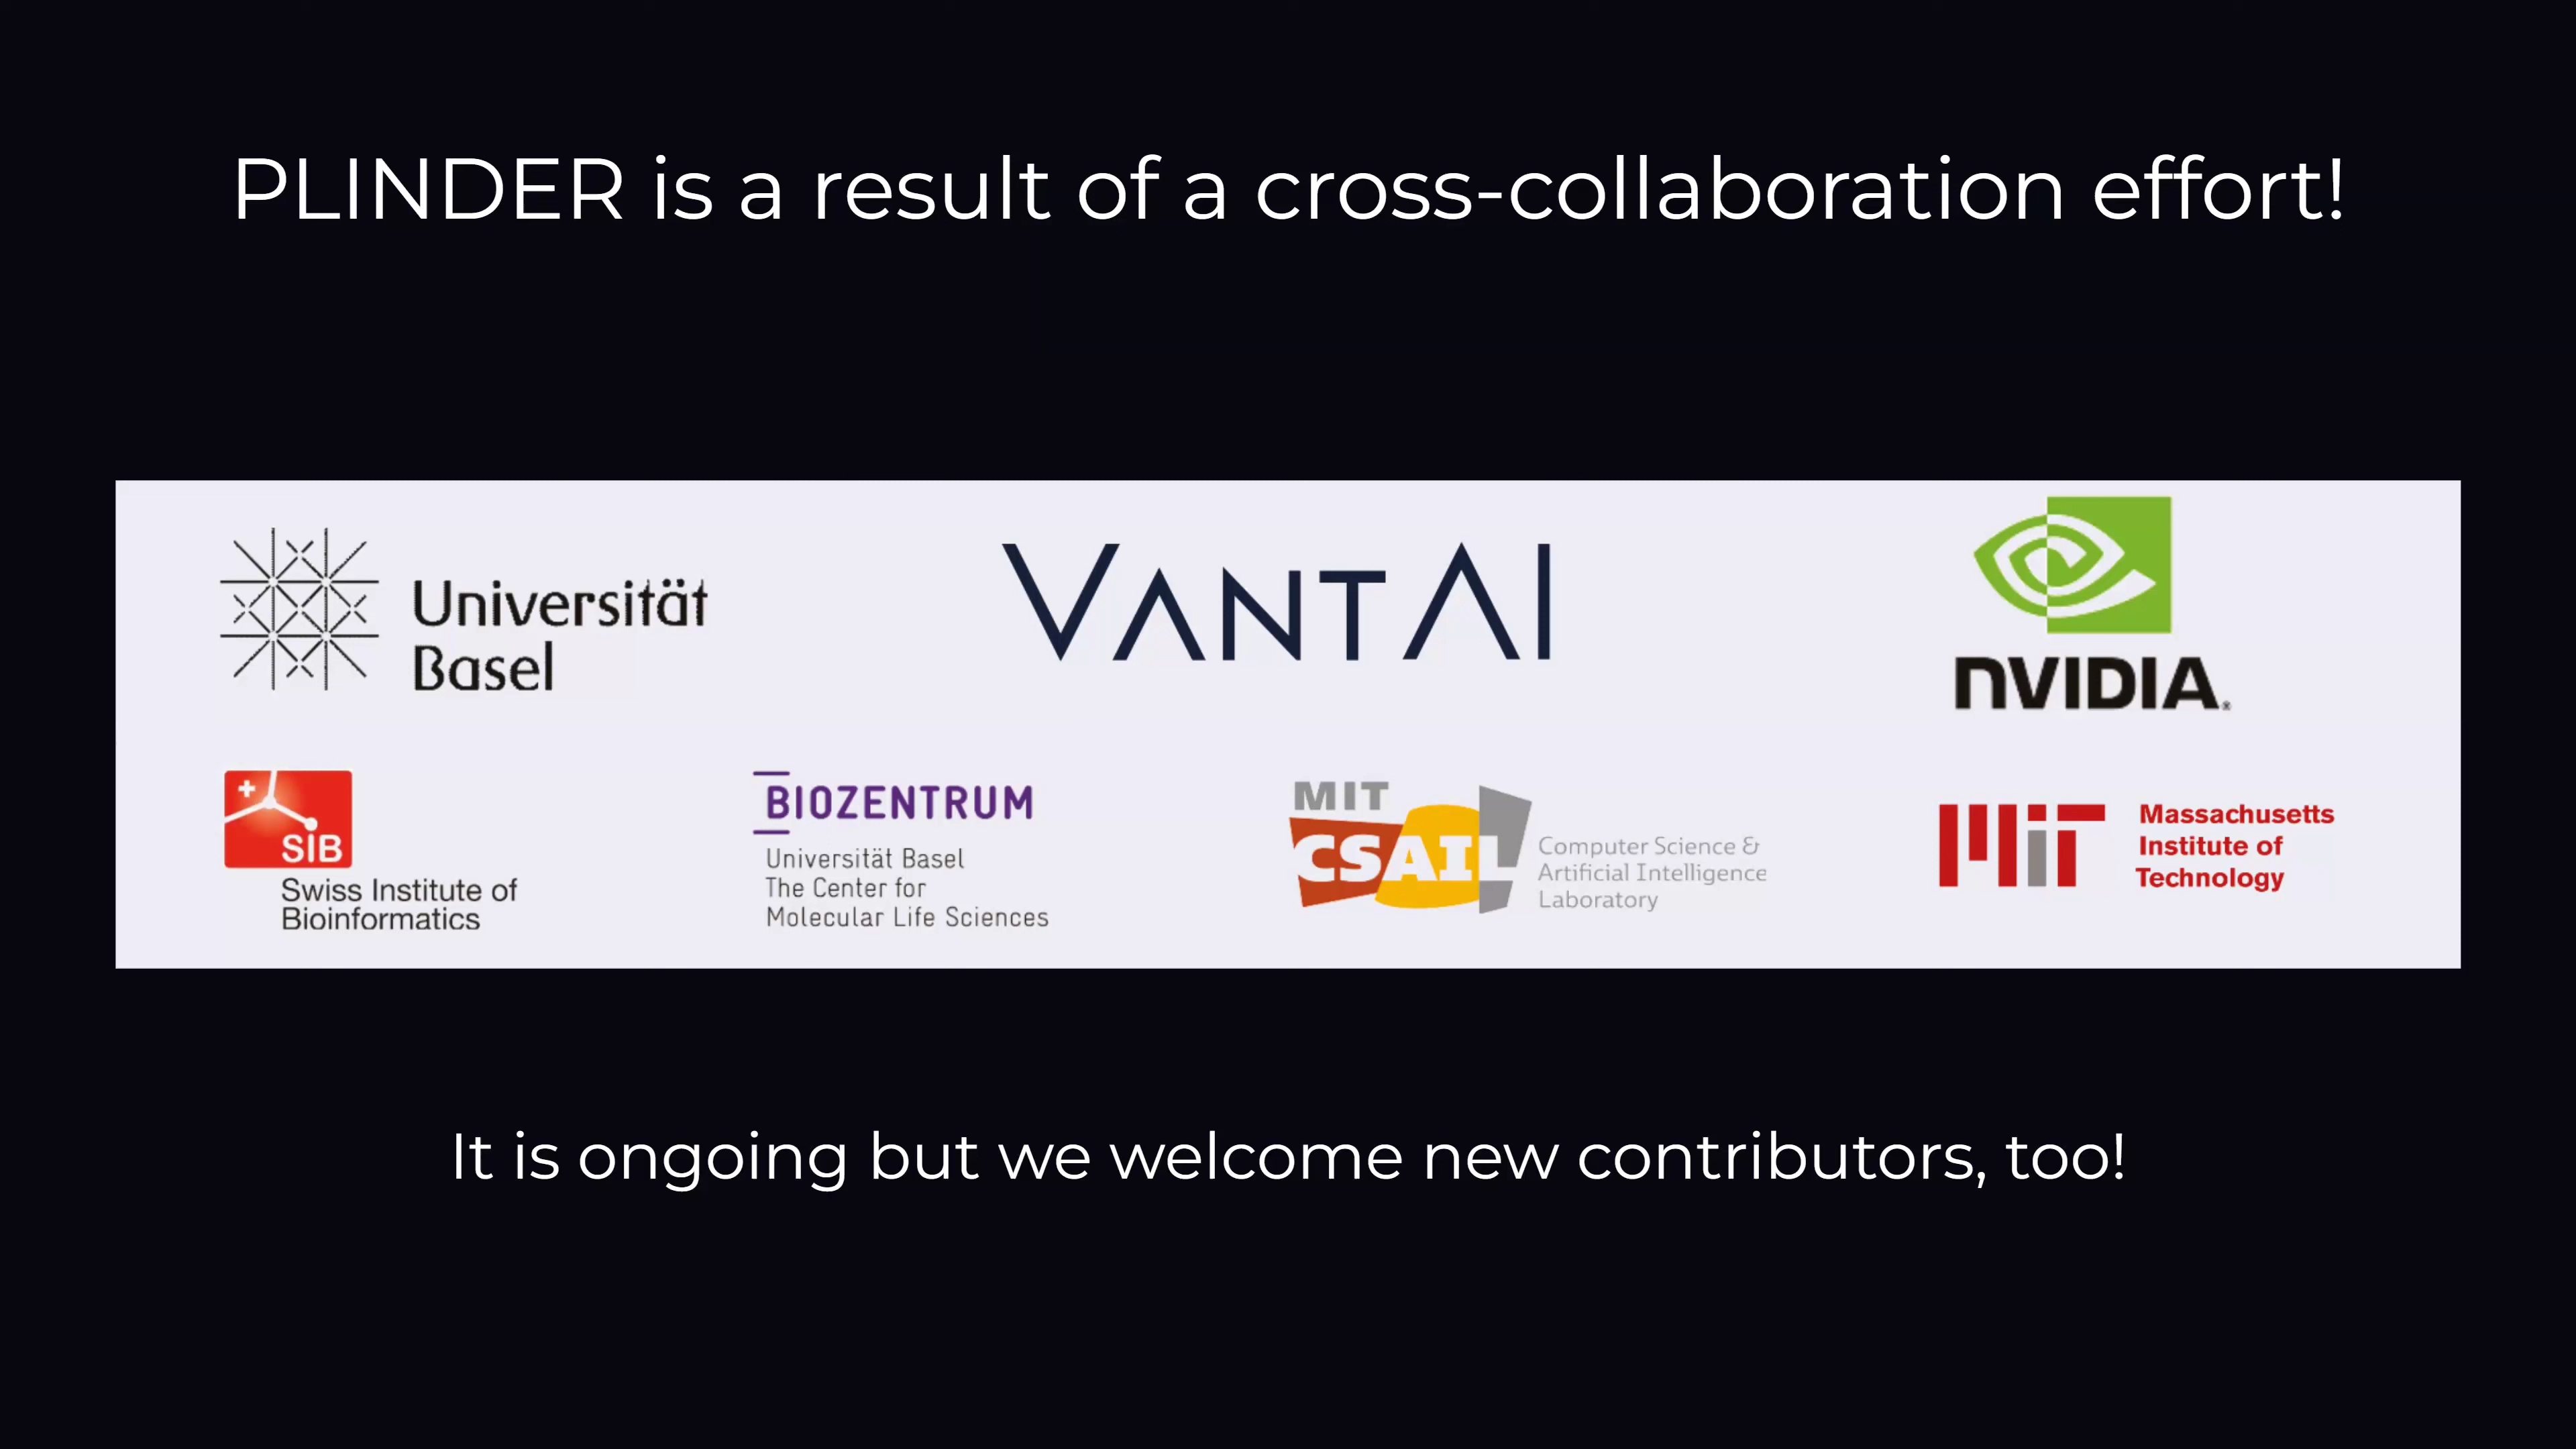 PLINDER is a result of a cross-collaboration effort!
Universität
Basel
VANTAI
NVIDIA®
SIB
Swiss Institute of
Bioinformatics
BIOZENTRUM
Universität Basel
The Center for
Molecular Life Sciences
MIT
CSAIL
Computer Science &
Artificial Intelligence
Laboratory
MIT
Massachusetts
Institute of
Technology
It is ongoing but we welcome new contributors, too!